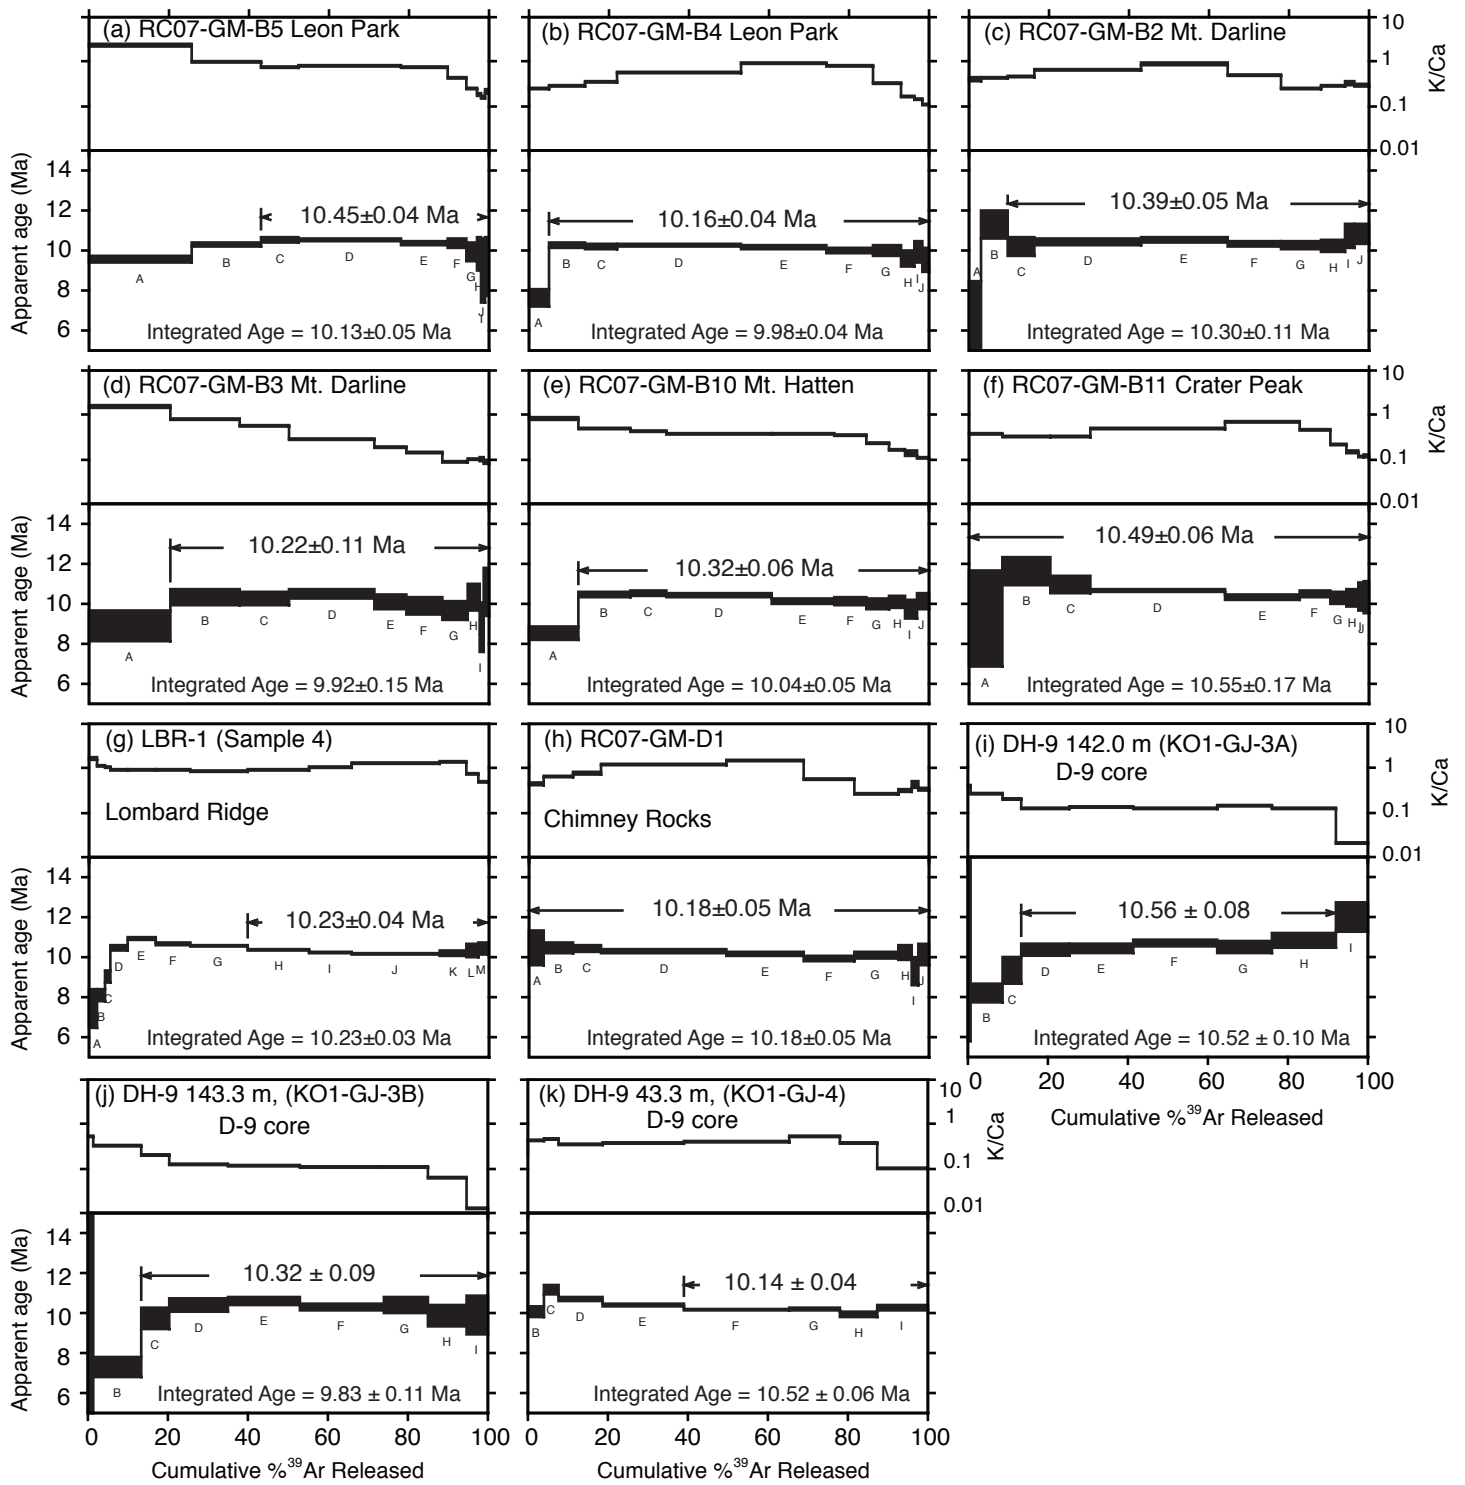 (a) RC07-GM-B5 Leon Park
(b) RC07-GM-B4 Leon Park
(c) RC07-GM-B2 Mt. Darline
10
1
0.1
0.01
K/Ca
Apparent age (Ma)
14
12
10
8
6
10.45±0.04 Ma
A
B
C
D
E
F
G
H
I
J
Integrated Age = 10.13±0.05 Ma
10.16±0.04 Ma
A
B
C
D
E
F
G
H
I
J
Integrated Age = 9.98±0.04 Ma
10.39±0.05 Ma
A
B
C
D
E
F
G
H
I
J
Integrated Age = 10.30±0.11 Ma
(d) RC07-GM-B3 Mt. Darline
(e) RC07-GM-B10 Mt. Hatten
(f) RC07-GM-B11 Crater Peak
10
1
0.1
0.01
K/Ca
Apparent age (Ma)
14
12
10
8
6
10.22±0.11 Ma
A
B
C
D
E
F
G
H
I
Integrated Age = 9.92±0.15 Ma
10.32±0.06 Ma
A
B
C
D
E
F
G
H
I
J
Integrated Age = 10.04±0.05 Ma
10.49±0.06 Ma
A
B
C
D
E
F
G
H
I
J
Integrated Age = 10.55±0.17 Ma
(g) LBR-1 (Sample 4)
Lombard Ridge
(h) RC07-GM-D1
Chimney Rocks
(i) DH-9 142.0 m (KO1-GJ-3A)
D-9 core
10
1
0.1
0.01
K/Ca
Apparent age (Ma)
14
12
10
8
6
10.23±0.04 Ma
A
B
C
D
E
F
G
H
I
J
K
L
M
Integrated Age = 10.23±0.03 Ma
10.18±0.05 Ma
A
B
C
D
E
F
G
H
I
J
Integrated Age = 10.18±0.05 Ma
10.56 ± 0.08
B
C
D
E
F
G
H
I
Integrated Age = 10.52 ± 0.10 Ma
0 20 40 60 80 100
Cumulative %39Ar Released
(j) DH-9 143.3 m, (KO1-GJ-3B)
D-9 core
(k) DH-9 43.3 m, (KO1-GJ-4)
D-9 core
10
1
0.1
0.01
K/Ca
Apparent age (Ma)
14
12
10
8
6
10.32 ± 0.09
B
C
D
E
F
G
H
I
Integrated Age = 9.83 ± 0.11 Ma
10.14 ± 0.04
B
C
D
E
F
G
H
I
Integrated Age = 10.52 ± 0.06 Ma
0 20 40 60 80 100
0 20 40 60 80 100
Cumulative %39Ar Released
Cumulative %39Ar Released